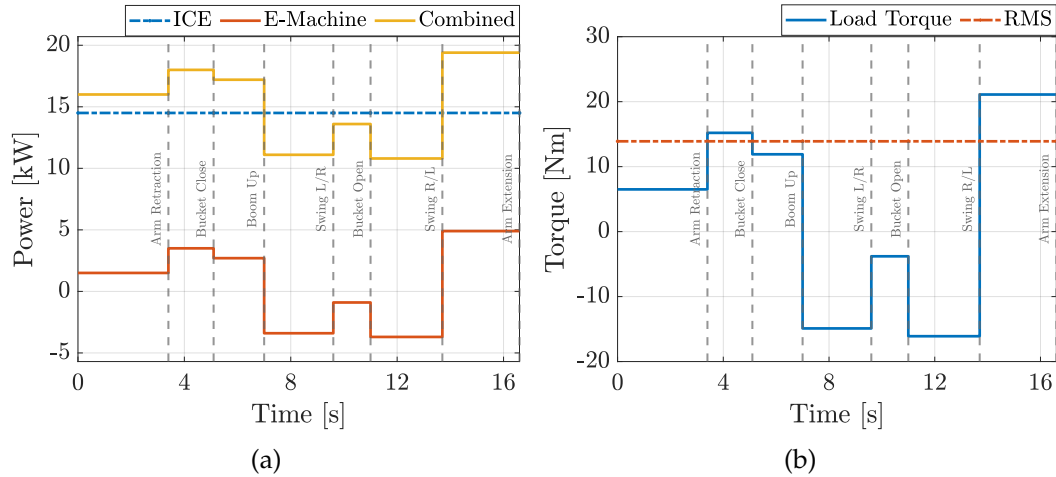 ICE E-Machine Combined
20
15
10
5
0
-5
Power [kW]
Arm Retraction
Bucket Close
Boom Up
Swing L/R
Bucket Open
Swing R/L
Arm Extension
0 4 8 12 16
Time [s]
(a)
Load Torque RMS
30
20
10
0
-10
-20
Torque [Nm]
Arm Retraction
Bucket Close
Boom Up
Swing L/R
Bucket Open
Swing R/L
Arm Extension
0 4 8 12 16
Time [s]
(b)